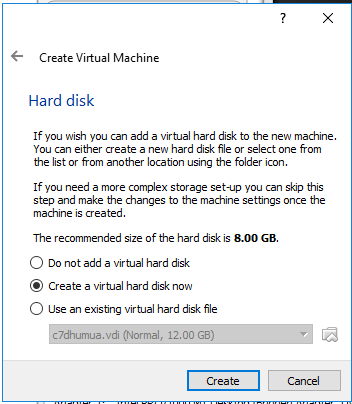 ?
Create Virtual Machine
Hard disk
If you wish you can add a virtual hard disk to the new machine.
You can either create a new hard disk file or select one from
the list or from another location using the folder icon.
If you need a more complex storage set-up you can skip this
step and make the changes to the machine settings once the
machine is created.
The recommended size of the hard disk is 8.00 GB.
Do not add a virtual hard disk
Create a virtual hard disk now
Use an existing virtual hard disk file
c7dhumua.vdi (Normal, 12.00 GB)
Create
Cancel